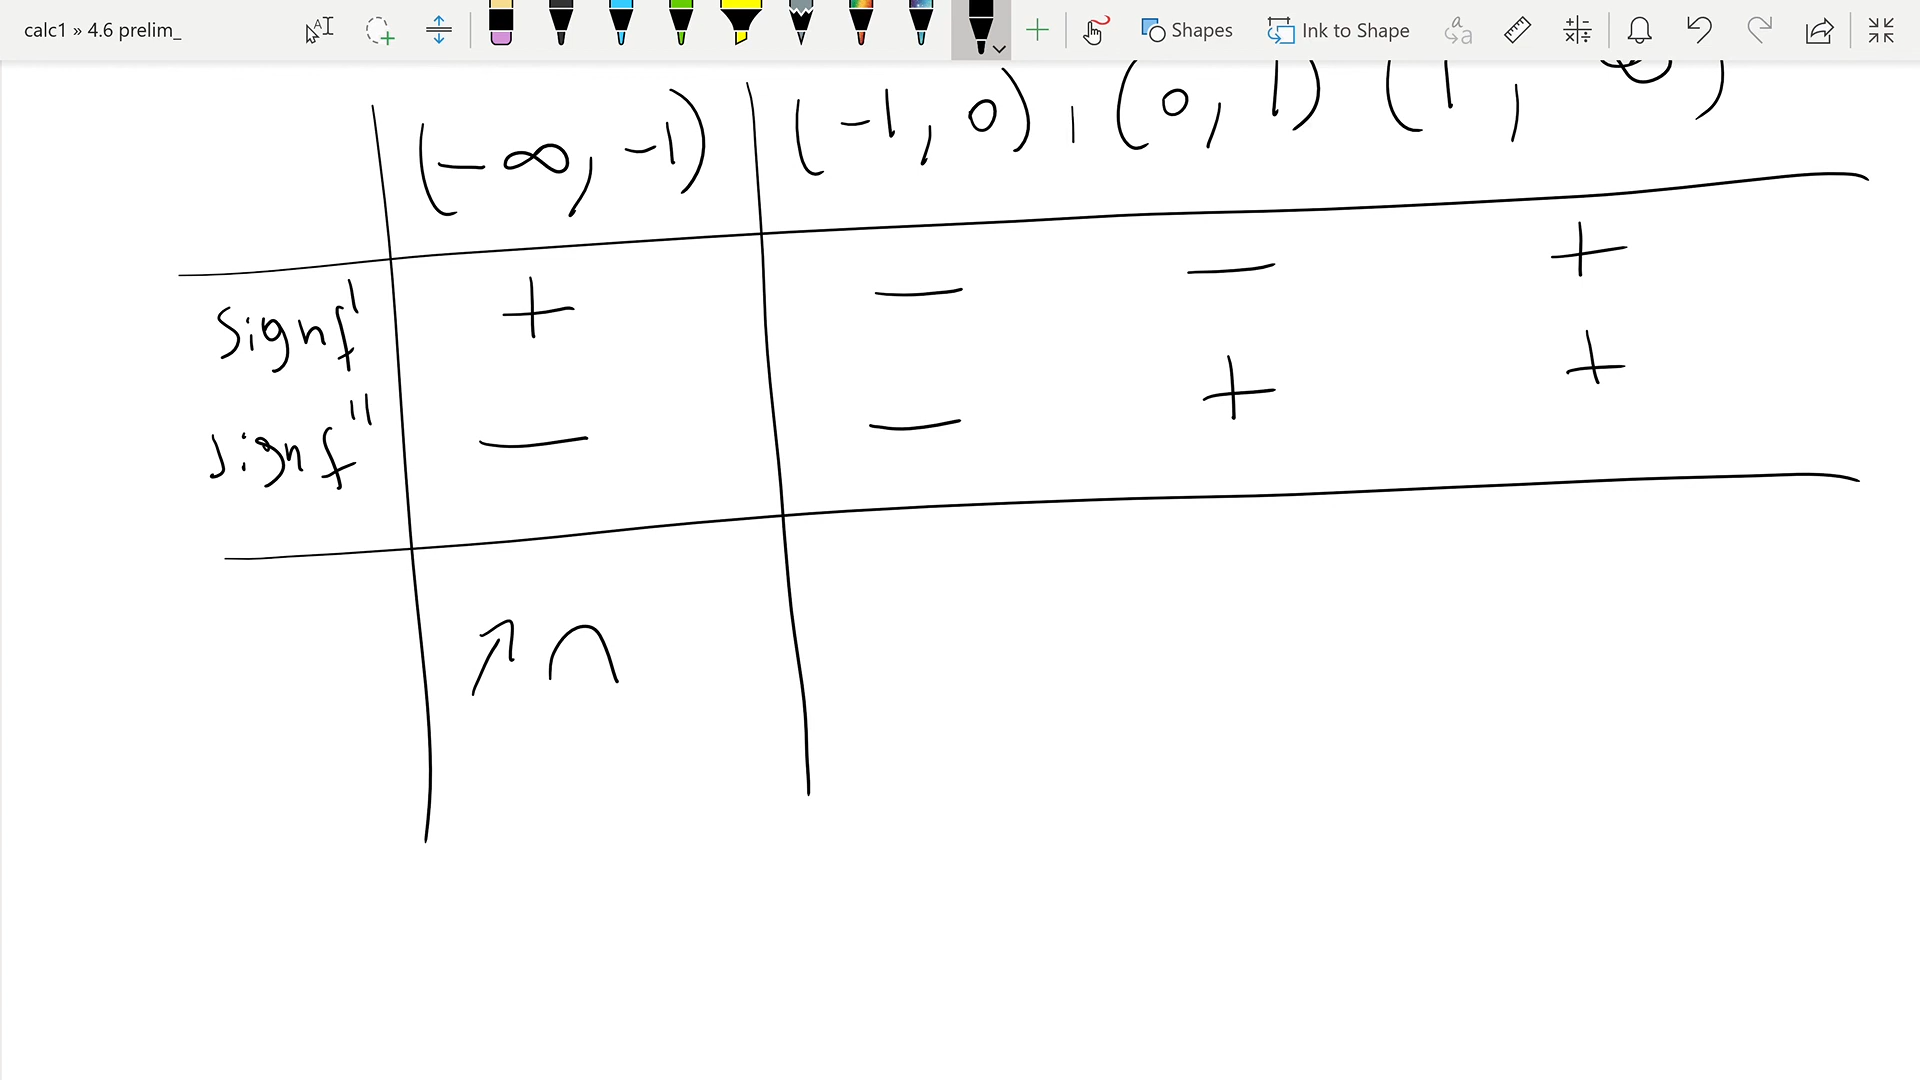 calc1 » 4.6 prelim_ Shapes Ink to Shape
(-∞, -1) (-1, 0), (0, 1) (1, ∞)
Sign f' + − − +
Sign f'' − − + +
↗ ∩